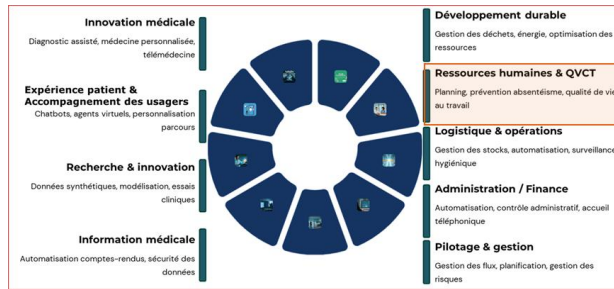 Innovation médicale
Diagnostic assisté, médecine personnalisée,
télémédecine
Expérience patient &
Accompagnement des usagers
Chatbots, agents virtuels, personnalisation
parcours
Recherche & innovation
Données synthétiques, modélisation, essais
cliniques
Information médicale
Automatisation comptes-rendus, sécurité des
données
Développement durable
Gestion des déchets, énergie, optimisation des
ressources
Ressources humaines & QVCT
Planning, prévention absentéisme, qualité de vie
au travail
Logistique & opérations
Gestion des stocks, automatisation, surveillance
hygiénique
Administration / Finance
Automatisation, contrôle administratif, accueil
téléphonique
Pilotage & gestion
Gestion des flux, planification, gestion des
risques